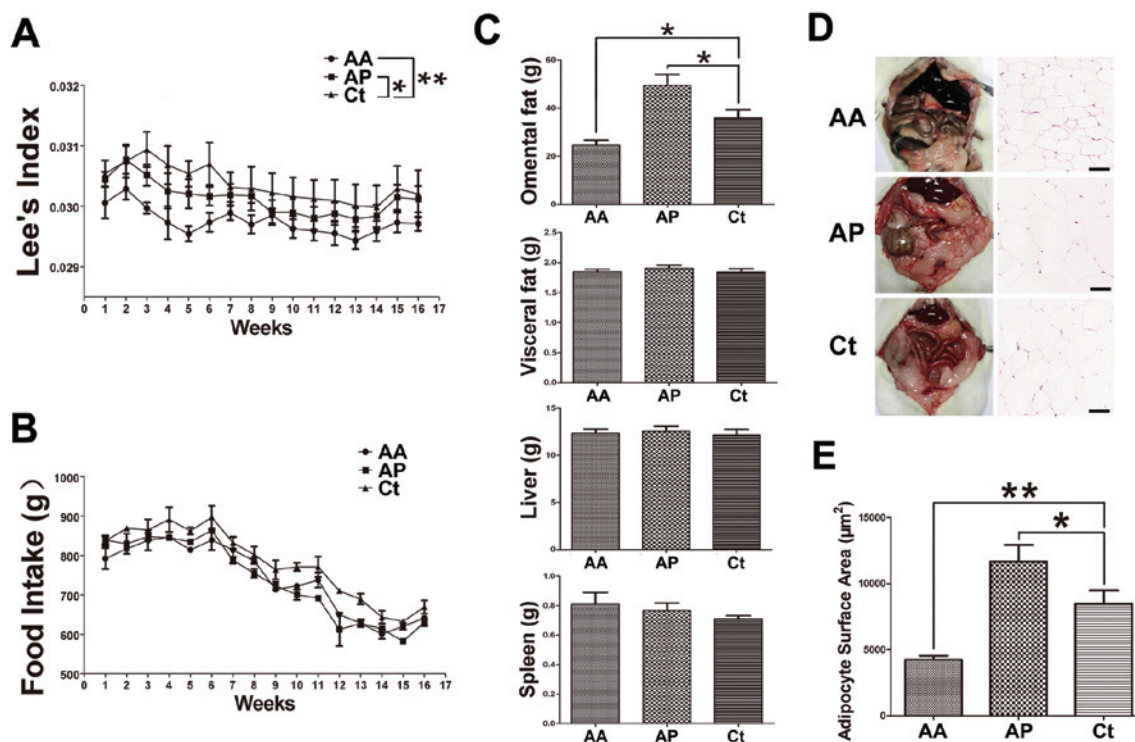 A
AA
AP
Ct
*
**
Lee's Index
0.032
0.031
0.030
0.029
1 2 3 4 5 6 7 8 9 10 11 12 13 14 15 16 17
Weeks
B
AA
AP
Ct
Food Intake (g)
1000
900
800
700
600
500
1 2 3 4 5 6 7 8 9 10 11 12 13 14 15 16 17
Weeks
C
*
*
Omental fat (g)
60
40
20
0
AA AP Ct
Visceral fat (g)
2.5
2.0
1.5
1.0
0.5
0.0
AA AP Ct
Liver (g)
15
10
5
0
AA AP Ct
Spleen (g)
1.0
0.8
0.6
0.4
0.2
0.0
AA AP Ct
D
AA
AP
Ct
E
**
*
Adipocyte Surface Area (μm²)
15000
10000
5000
0
AA AP Ct